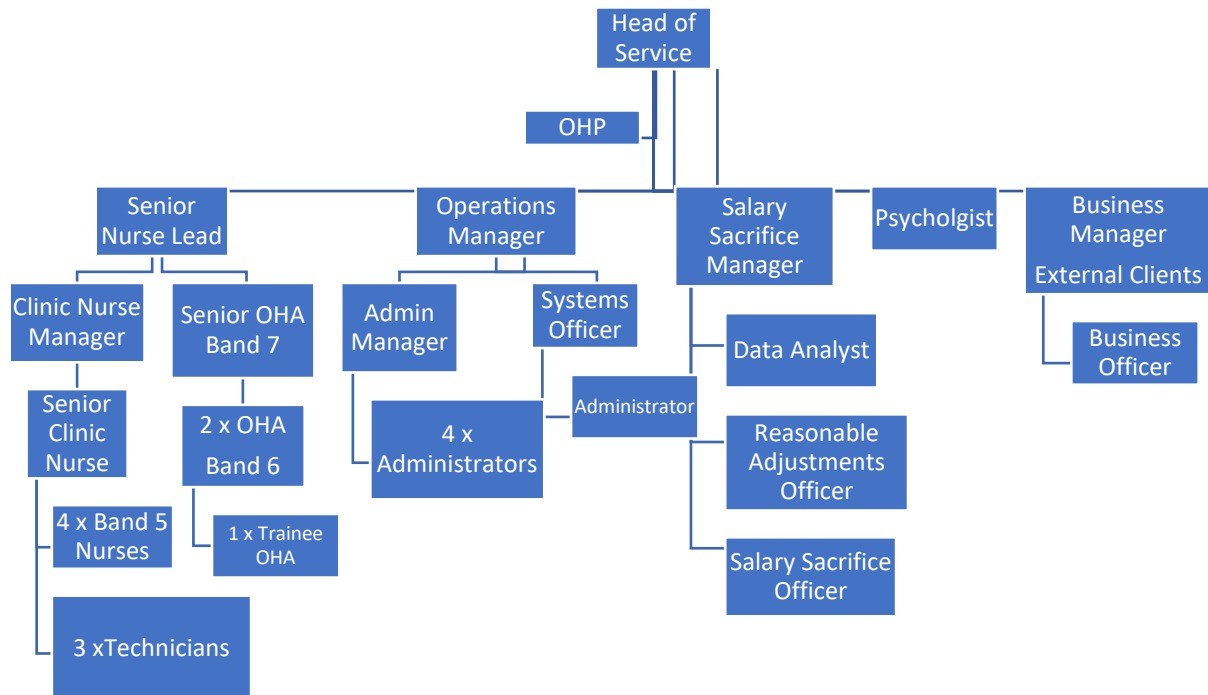 Head of
Service
OHP
Senior
Nurse Lead
Operations
Manager
Salary
Sacrifice
Manager
Psycholgist
Business
Manager
External Clients
Clinic Nurse
Manager
Senior OHA
Band 7
Admin
Manager
Systems
Officer
Data Analyst
Business
Officer
Senior
Clinic
Nurse
2 x OHA
Band 6
4 x
Administrators
Administrator
Reasonable
Adjustments
Officer
4 x Band 5
Nurses
1 x Trainee
OHA
Salary Sacrifice
Officer
3 xTechnicians